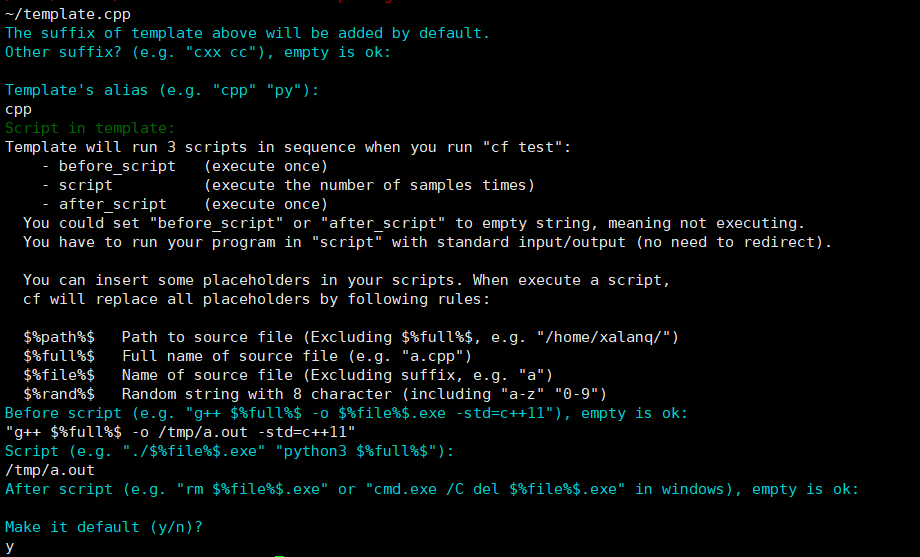 ~/template.cpp
The suffix of template above will be added by default.
Other suffix? (e.g. "cxx cc"), empty is ok:
Template's alias (e.g. "cpp" "py"):
cpp
Script in template:
Template will run 3 scripts in sequence when you run "cf test":
- before_script (execute once)
- script (execute the number of samples times)
- after_script (execute once)
You could set "before_script" or "after_script" to empty string, meaning not executing.
You have to run your program in "script" with standard input/output (no need to redirect).
You can insert some placeholders in your scripts. When execute a script,
cf will replace all placeholders by following rules:
$%path%$ Path to source file (Excluding $%full%$, e.g. "/home/xalanq/")
$%full%$ Full name of source file (e.g. "a.cpp")
$%file%$ Name of source file (Excluding suffix, e.g. "a")
$%rand%$ Random string with 8 character (including "a-z" "0-9")
Before script (e.g. "g++ $%full%$ -o $%file%$.exe -std=c++11"), empty is ok:
"g++ $%full%$ -o /tmp/a.out -std=c++11"
Script (e.g. "./$%file%$.exe" "python3 $%full%$"):
/tmp/a.out
After script (e.g. "rm $%file%$.exe" or "cmd.exe /C del $%file%$.exe" in windows), empty is ok:
Make it default (y/n)?
y